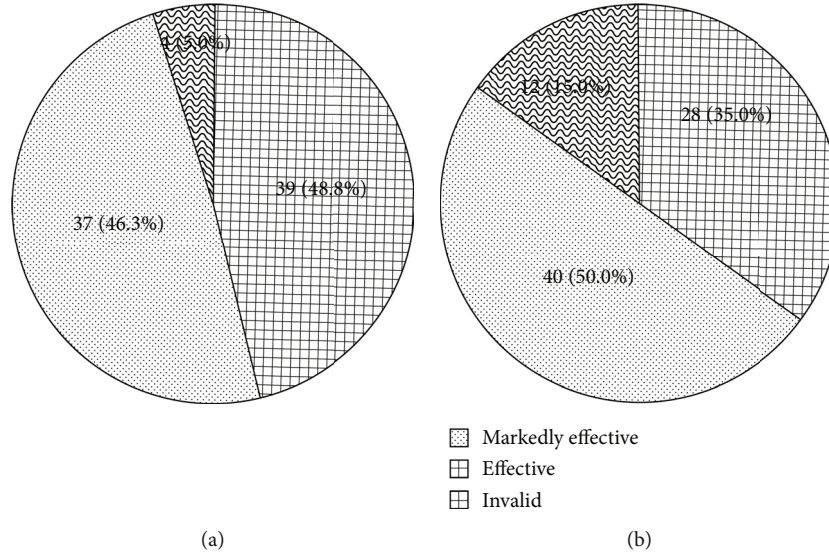 4 (5.0%)
39 (48.8%)
37 (46.3%)
12 (15.0%)
28 (35.0%)
40 (50.0%)
Markedly effective
Effective
Invalid
(a)
(b)